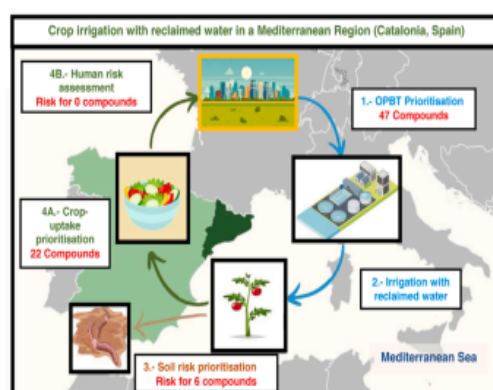 Crop irrigation with reclaimed water in a Mediterranean Region (Catalonia, Spain)
4B.- Human risk
assessment
Risk for 0 compounds
1.- OPBT Prioritisation
47 Compounds
4A.- Crop-
uptake
prioritisation
22 Compounds
2.- Irrigation with
reclaimed water
3.- Soil risk prioritisation
Risk for 6 compounds
Mediterranean Sea